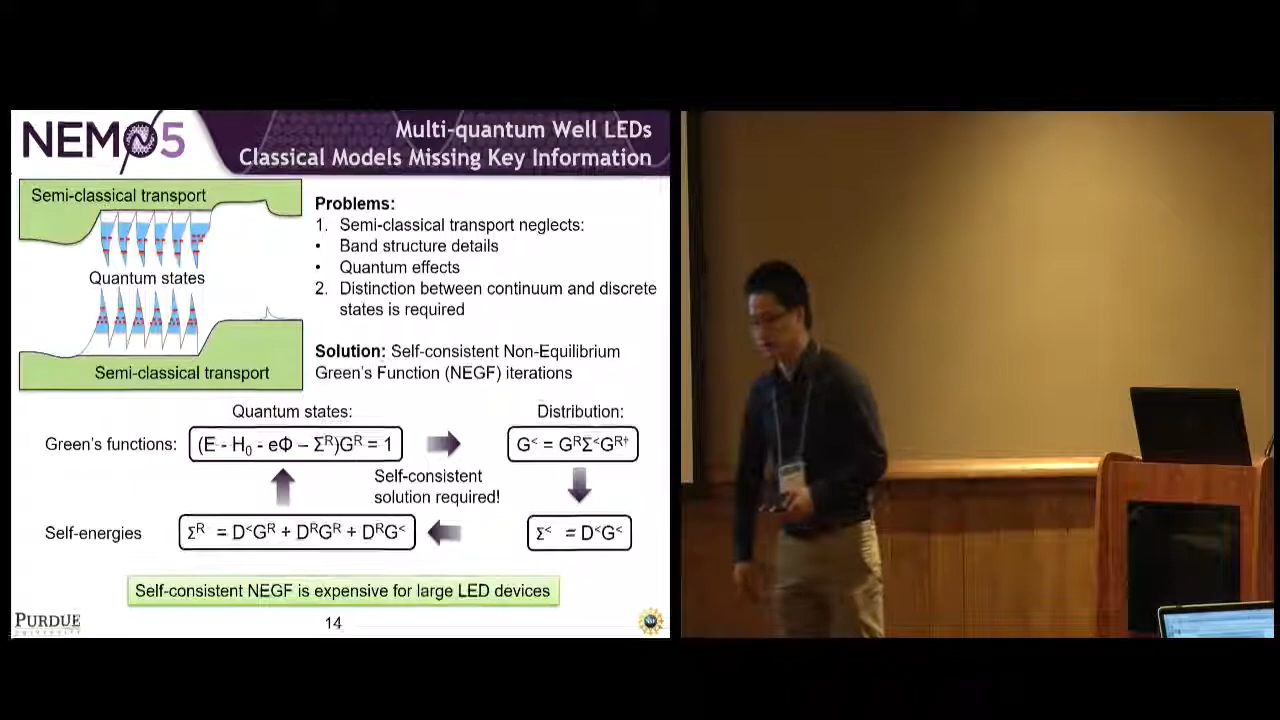 NEMO5
Multi-quantum Well LEDs
Classical Models Missing Key Information
Semi-classical transport
Quantum states
Semi-classical transport
Problems:
1. Semi-classical transport neglects:
• Band structure details
• Quantum effects
2. Distinction between continuum and discrete
states is required
Solution: Self-consistent Non-Equilibrium
Green's Function (NEGF) iterations
Quantum states:
Distribution:
Green's functions:
(E - H₀ - eΦ – Σᴿ)Gᴿ = 1
G˂ = GᴿΣ˂Gᴿ⁺
Self-consistent
solution required!
Self-energies
Σᴿ = D˂Gᴿ + DᴿGᴿ + DᴿG˂
Σ˂ = D˂G˂
Self-consistent NEGF is expensive for large LED devices
PURDUE
UNIVERSITY
14
NSF